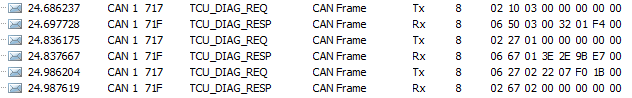 24.686237 CAN 1 717 TCU_DIAG_REQ CAN Frame Tx 8 02 10 03 00 00 00 00 00
24.697728 CAN 1 71F TCU_DIAG_RESP CAN Frame Rx 8 06 50 03 00 32 01 F4 00
24.836175 CAN 1 717 TCU_DIAG_REQ CAN Frame Tx 8 02 27 01 00 00 00 00 00
24.837667 CAN 1 71F TCU_DIAG_RESP CAN Frame Rx 8 06 67 01 3E 2E 9B E7 00
24.986204 CAN 1 717 TCU_DIAG_REQ CAN Frame Tx 8 06 27 02 22 07 F0 1B 00
24.987619 CAN 1 71F TCU_DIAG_RESP CAN Frame Rx 8 02 67 02 00 00 00 00 00